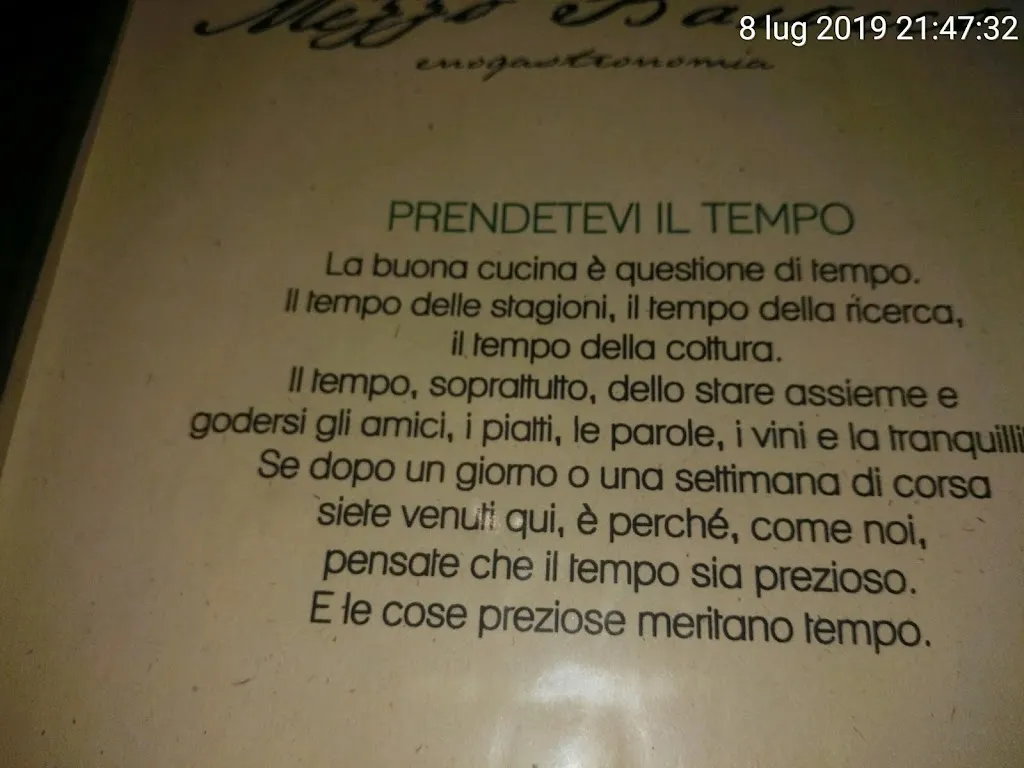 8 lug 2019 21:47:32
Mezzo
enogastronomia
PRENDETEVI IL TEMPO
La buona cucina è questione di tempo.
Il tempo delle stagioni, il tempo della ricerca,
il tempo della cottura.
Il tempo, soprattutto, dello stare assieme e
godersi gli amici, i piatti, le parole, i vini e la
Se dopo un giorno o una settimana di corsa
siete venuti qui, è perché, come noi,
pensate che il tempo sia prezioso.
E le cose preziose meritano tempo.